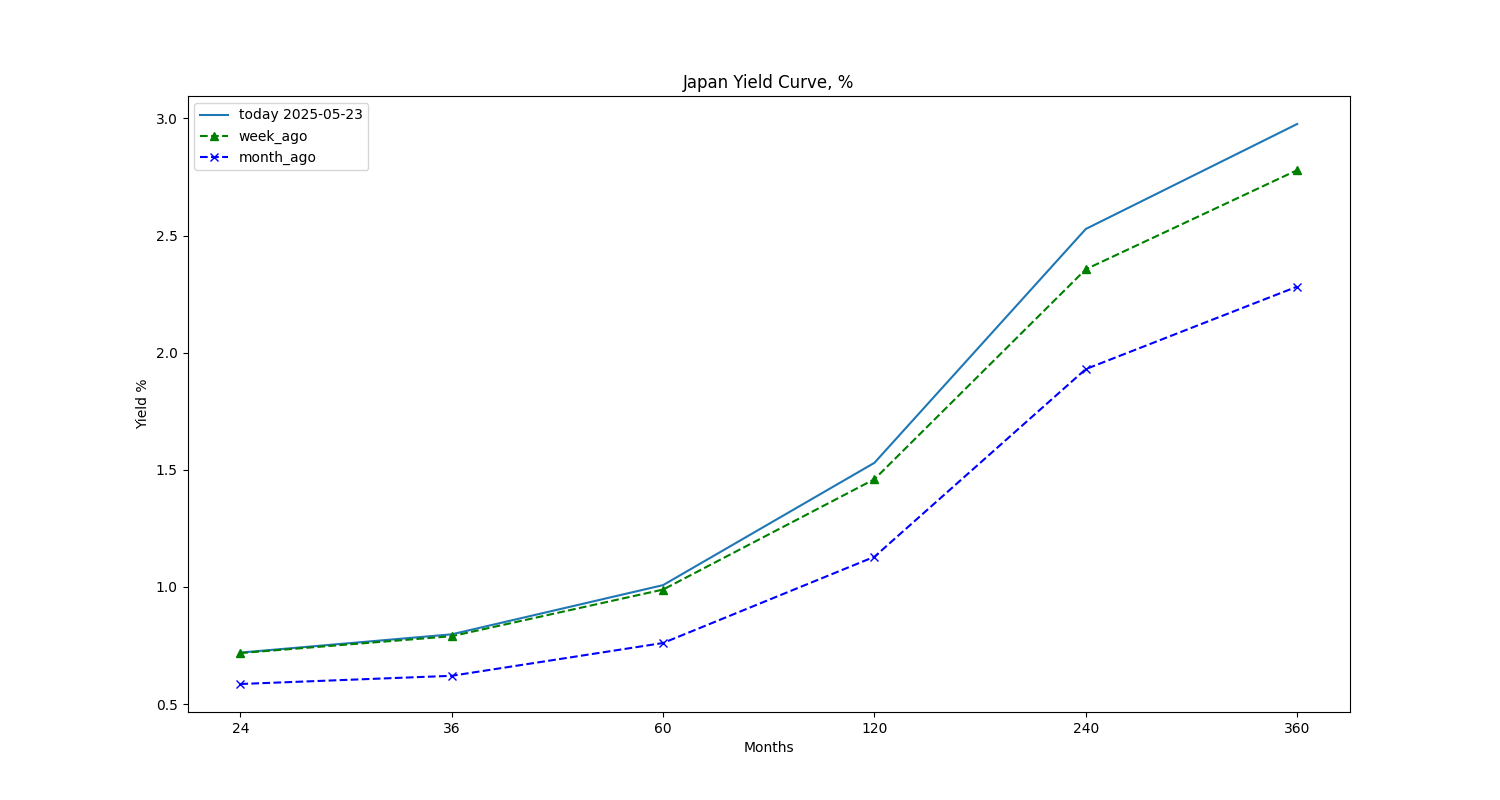 Japan Yield Curve, %
today 2025-05-23
week_ago
month_ago
3.0
2.5
2.0
1.5
1.0
0.5
Yield %
24 36 60 120 240 360
Months